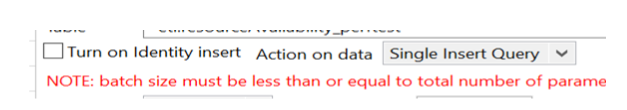 Turn on Identity insert Action on data Single Insert Query
NOTE: batch size must be less than or equal to total number of parame